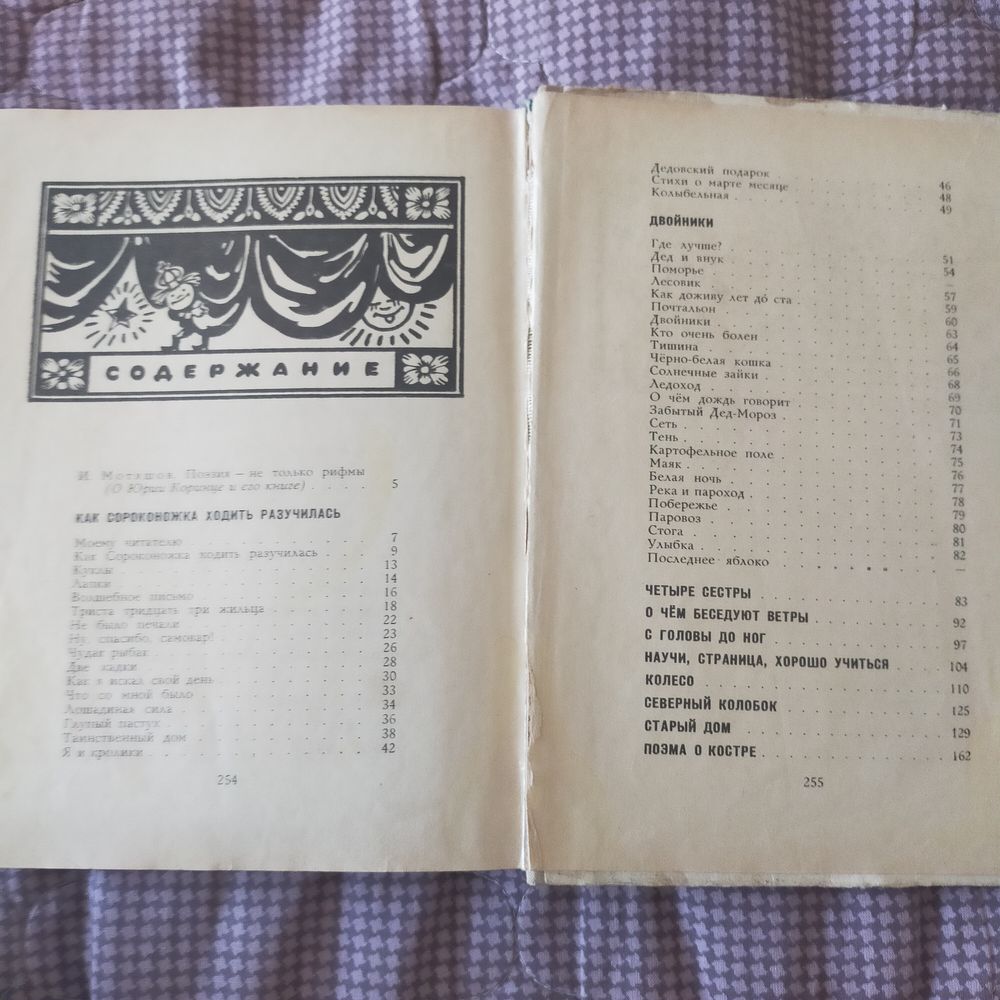 СОДЕРЖАНИЕ
И. Мотяшов. Поэзия — не только рифмы
(О Юрии Коринце и его книге) . . . . 5
КАК СОРОКОНОЖКА ХОДИТЬ РАЗУЧИЛАСЬ
Моему читателю 7
Как Сороконожка ходить разучилась 9
Куклы 13
Лапки 14
Волшебное письмо 16
Триста тридцать три жильца 18
Не было печали 22
Ну, спасибо, самовар! 23
Чудак рыбак 26
Две кадки 28
Как я искал свой день 30
Что со мной было 33
Лошадиная сила 34
Глупый пастух 36
Таинственный дом 38
Я и кролики 42
254
Дедовский подарок 46
Стихи о марте месяце 48
Колыбельная 49
ДВОЙНИКИ
Где лучше? 51
Дед и внук 54
Поморье —
Лесовик 57
Как доживу лет до ста 59
Почтальон 60
Двойники 63
Кто очень болен 64
Тишина 65
Чёрно-белая кошка 66
Солнечные зайки 68
Ледоход 69
О чём дождь говорит 70
Забытый Дед-Мороз 71
Сеть 73
Тень 74
Картофельное поле 75
Маяк 76
Белая ночь 77
Река и пароход 78
Побережье 79
Паровоз 80
Стога 81
Улыбка 82
Последнее яблоко —
ЧЕТЫРЕ СЕСТРЫ 83
О ЧЁМ БЕСЕДУЮТ ВЕТРЫ 92
С ГОЛОВЫ ДО НОГ 97
НАУЧИ, СТРАНИЦА, ХОРОШО УЧИТЬСЯ 104
КОЛЕСО 110
СЕВЕРНЫЙ КОЛОБОК 125
СТАРЫЙ ДОМ 129
ПОЭМА О КОСТРЕ 162
255